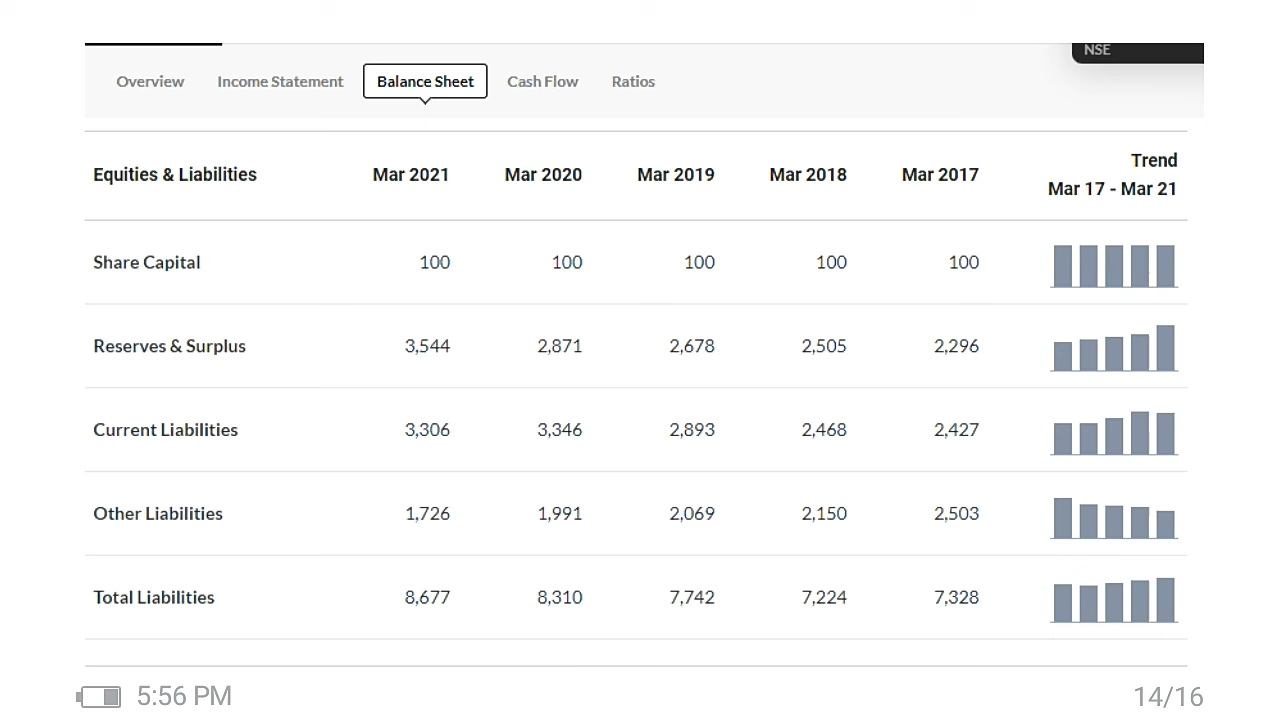 NSE
Overview Income Statement Balance Sheet Cash Flow Ratios
Equities & Liabilities Mar 2021 Mar 2020 Mar 2019 Mar 2018 Mar 2017 Trend
Mar 17 - Mar 21
Share Capital 100 100 100 100 100
Reserves & Surplus 3,544 2,871 2,678 2,505 2,296
Current Liabilities 3,306 3,346 2,893 2,468 2,427
Other Liabilities 1,726 1,991 2,069 2,150 2,503
Total Liabilities 8,677 8,310 7,742 7,224 7,328
5:56 PM 14/16